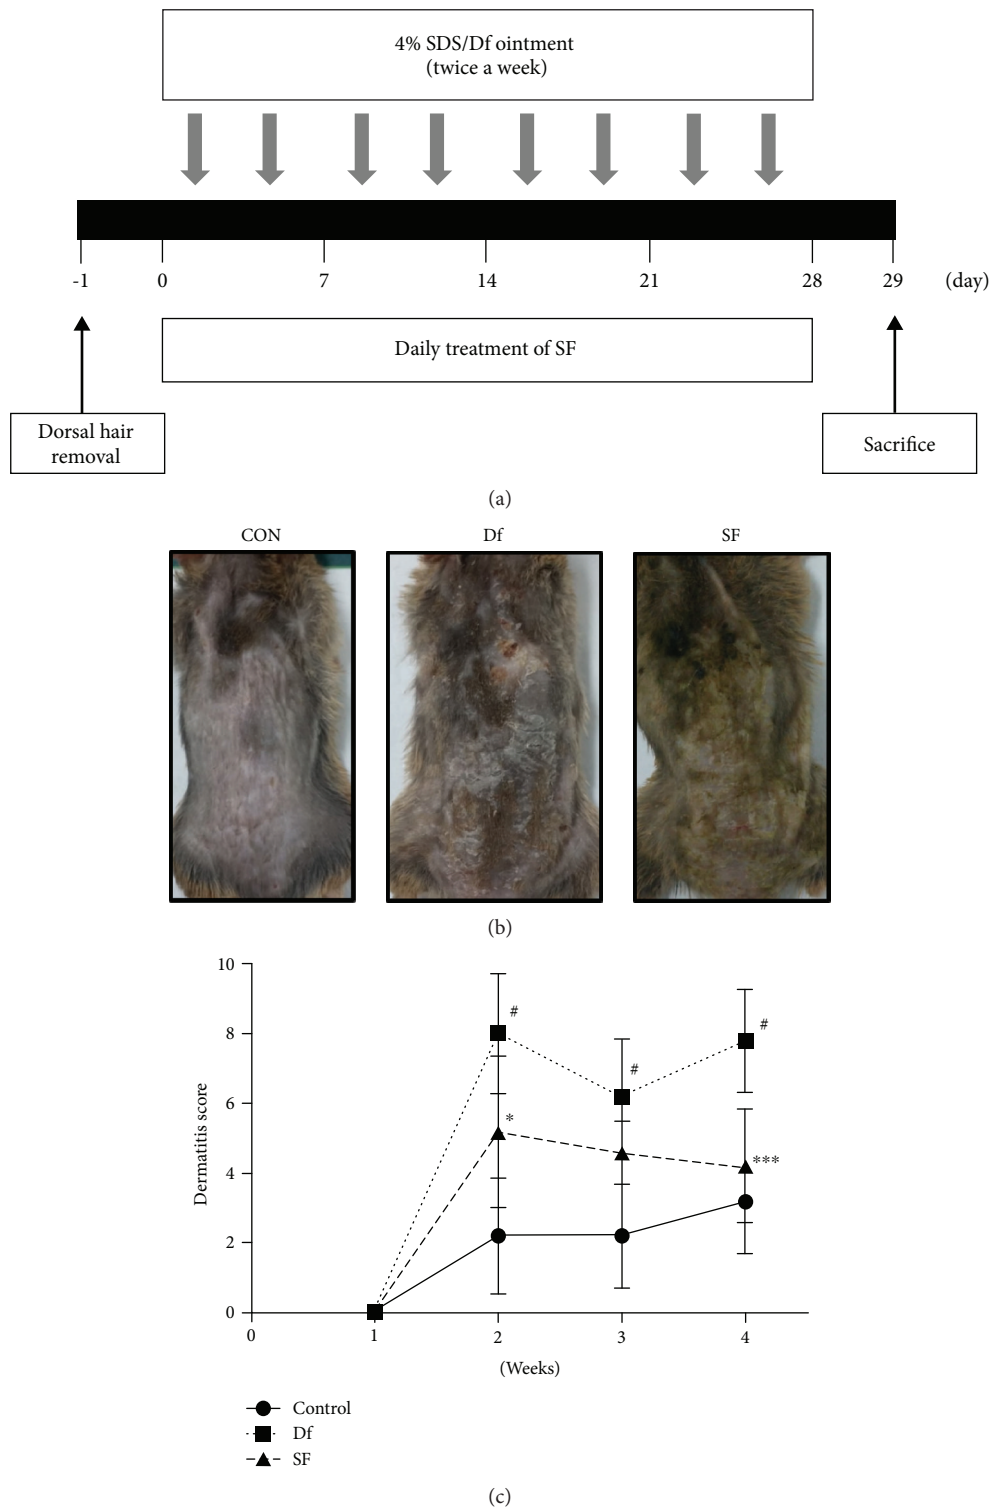 4% SDS/Df ointment
(twice a week)
-1 0 7 14 21 28 29 (day)
Daily treatment of SF
Dorsal hair
removal
Sacrifice
(a)
CON Df SF
(b)
10
8
6
4
2
0
Dermatitis score
# # #
* ***
0 1 2 3 4
(Weeks)
Control
Df
SF
(c)